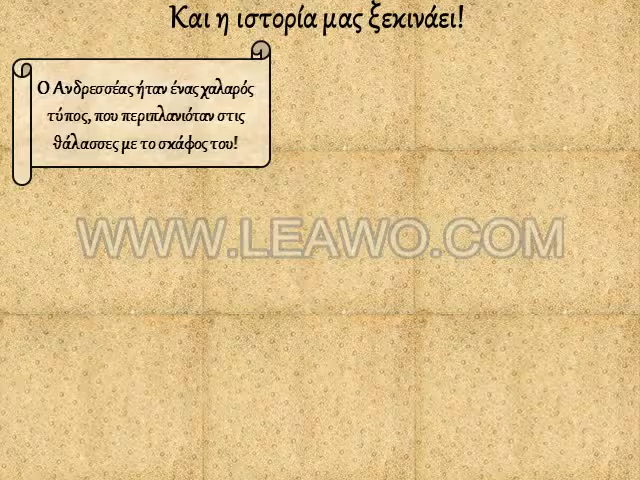 Και η ιστορία μας ξεκινάει!
Ο Ανδρεσσέας ήταν ένας χαλαρός
τύπος, που περιπλανιόταν στις
θάλασσες με το σκάφος του!
WWW.LEAWO.COM